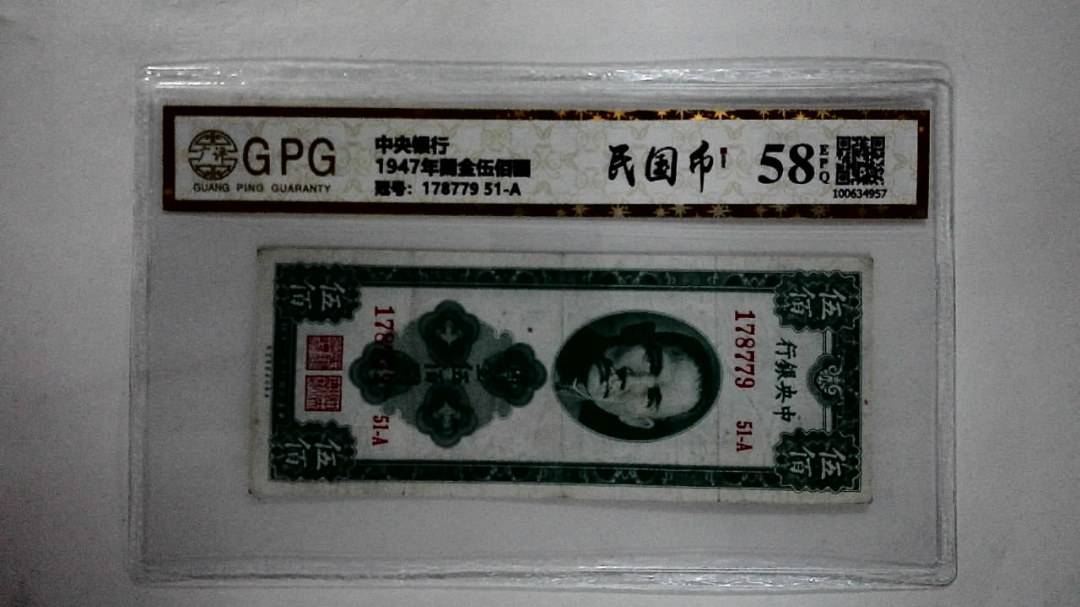 GPG
GUANG PING GUARANTY
中央银行
1947年關金伍佰圆
冠号: 178779 51-A
民国币
58
EPQ
100634957
伍佰
伍佰
178779
51-A
中央銀行
51-A
伍佰
伍佰